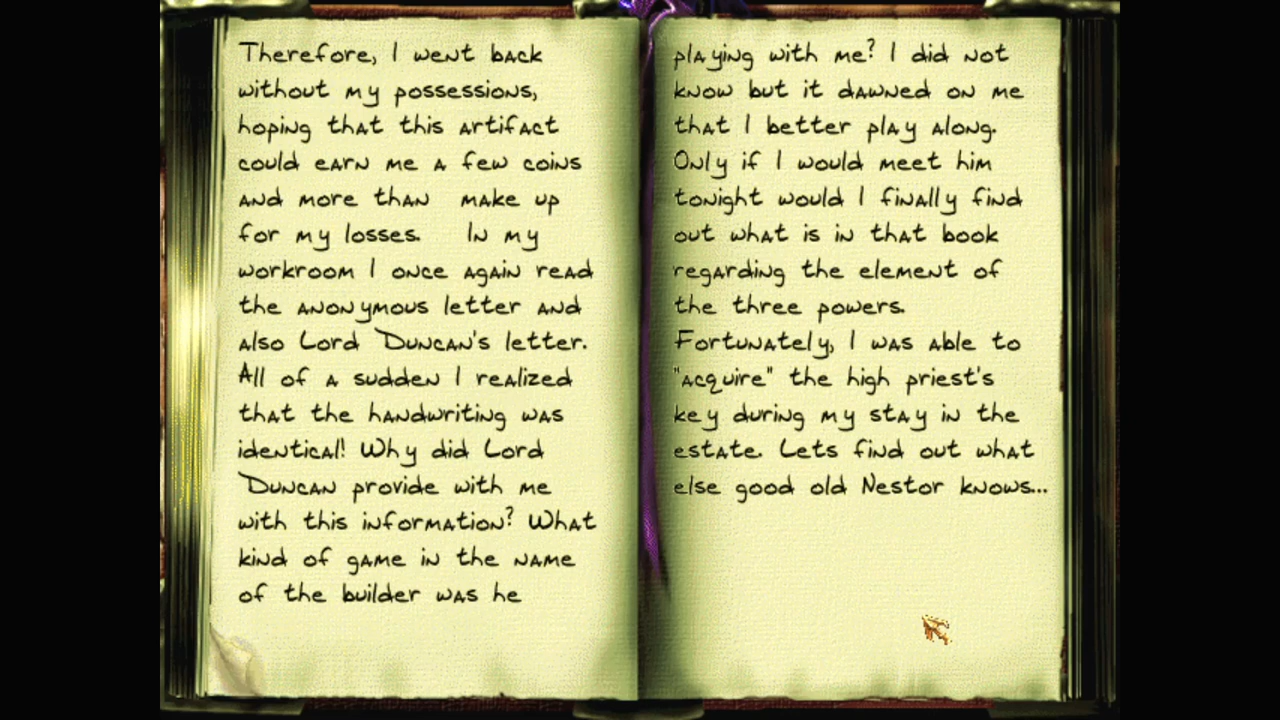 Therefore, I went back
without my possessions,
hoping that this artifact
could earn me a few coins
and more than make up
for my losses. In my
workroom I once again read
the anonymous letter and
also Lord Duncan's letter.
All of a sudden I realized
that the handwriting was
identical! Why did Lord
Duncan provide with me
with this information? What
kind of game in the name
of the builder was he
playing with me? I did not
know but it dawned on me
that I better play along.
Only if I would meet him
tonight would I finally find
out what is in that book
regarding the element of
the three powers.
Fortunately, I was able to
"acquire" the high priest's
key during my stay in the
estate. Lets find out what
else good old Nestor knows...